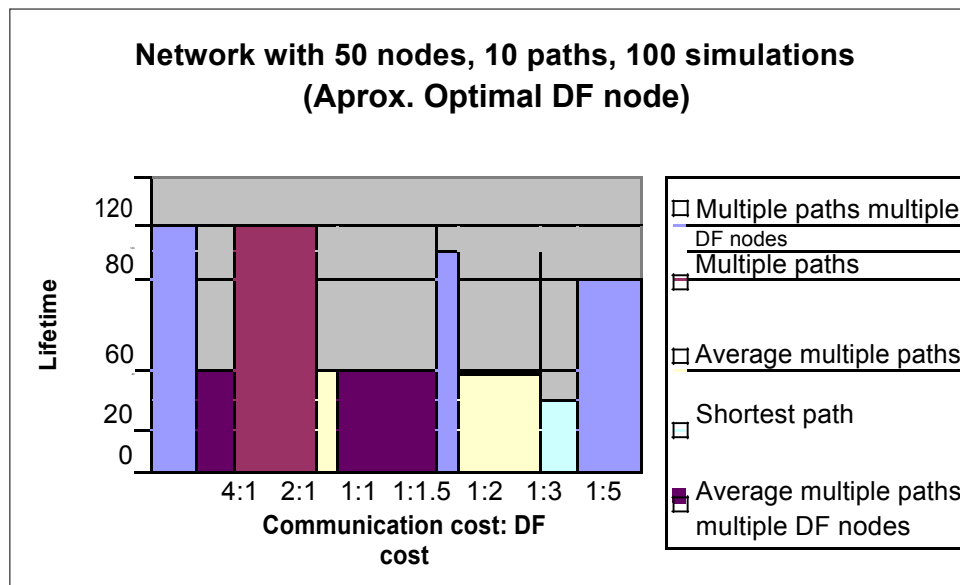 Network with 50 nodes, 10 paths, 100 simulations
(Aprox. Optimal DF node)
Lifetime
120
80
60
20
0
4:1 2:1 1:1 1:1.5 1:2 1:3 1:5
Communication cost: DF
cost
Multiple paths multiple
DF nodes
Multiple paths
Average multiple paths
Shortest path
Average multiple paths
multiple DF nodes